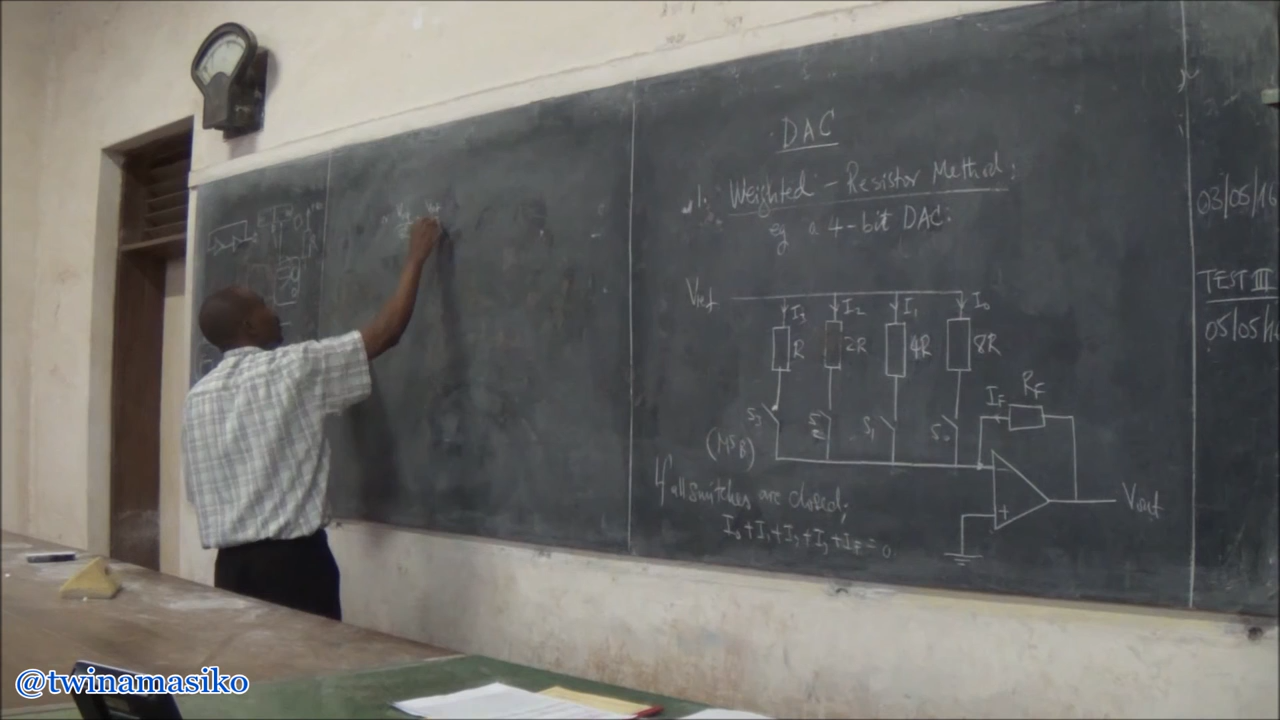 DAC
1. Weighted - Resistor Method:
eg a 4-bit DAC:
Vref
I3 I2 I1 I0
R 2R 4R 8R
IF RF
S3 S2 S1 S0
(MSB)
- 
+
Vout
If all switches are closed;
I0 + I1 + I2 + I3 + IF = 0
03/05/16
TEST III
05/05/1
@twinamasiko